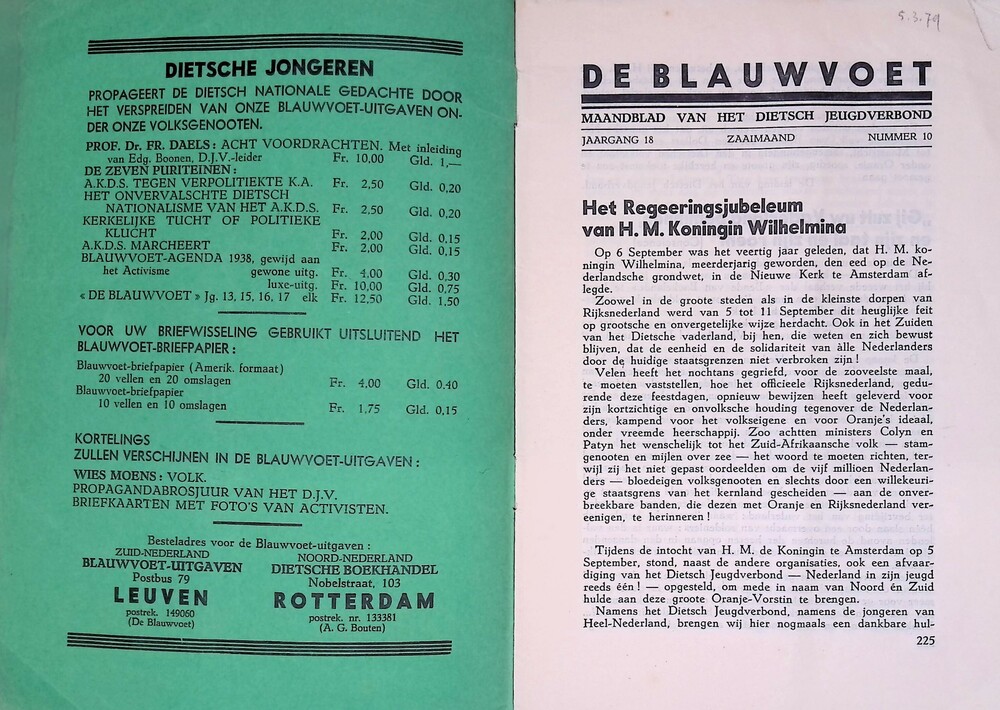 DIETSCHE JONGEREN
PROPAGEERT DE DIETSCH NATIONALE GEDACHTE DOOR
HET VERSPREIDEN VAN ONZE BLAUWVOET-UITGAVEN ON-
DER ONZE VOLKSGENOOTEN.
PROF. Dr. FR. DAELS : ACHT VOORDRACHTEN. Met inleiding
van Edg. Boonen, D.J.V.-leider Fr. 10,00 Gld. 1,—
DE ZEVEN PURITEINEN :
A.K.D.S. TEGEN VERPOLITIEKTE K.A. Fr. 2,50 Gld. 0,20
HET ONVERVALSCHTE DIETSCH
NATIONALISME VAN HET A.K.D.S. Fr. 2,50 Gld. 0,20
KERKELIJKE TUCHT OF POLITIEKE
KLUCHT Fr. 2,00 Gld. 0,15
A.K.D.S. MARCHEERT Fr. 2,00 Gld. 0,15
BLAUWVOET-AGENDA 1938, gewijd aan
het Activisme gewone uitg. Fr. 4,00 Gld. 0,30
luxe-uitg. Fr. 10,00 Gld. 0,75
« DE BLAUWVOET » Jg. 13, 15, 16, 17 elk Fr. 12,50 Gld. 1,50
VOOR UW BRIEFWISSELING GEBRUIKT UITSLUITEND HET
BLAUWVOET-BRIEFPAPIER :
Blauwvoet-briefpapier (Amerik. formaat)
20 vellen en 20 omslagen Fr. 4,00 Gld. 0.40
Blauwvoet-briefpapier
10 vellen en 10 omslagen Fr. 1,75 Gld. 0,15
KORTELINGS
ZULLEN VERSCHIJNEN IN DE BLAUWVOET-UITGAVEN :
WIES MOENS : VOLK.
PROPAGANDABROSJUUR VAN HET D.J.V.
BRIEFKAARTEN MET FOTO'S VAN ACTIVISTEN.
Besteladres voor de Blauwvoet-uitgaven :
ZUID-NEDERLAND
BLAUWVOET-UITGAVEN
Postbus 79
LEUVEN
postrek. 149060
(De Blauwvoet)
NOORD-NEDERLAND
DIETSCHE BOEKHANDEL
Nobelstraat, 103
ROTTERDAM
postrek. nr. 133381
(A. G. Bouten)
5.3.79
DE BLAUWVOET
MAANDBLAD VAN HET DIETSCH JEUGDVERBOND
JAARGANG 18 ZAAIMAAND NUMMER 10
Het Regeeringsjubeleum
van H. M. Koningin Wilhelmina
Op 6 September was het veertig jaar geleden, dat H. M. ko-
ningin Wilhelmina, meerderjarig geworden, den eed op de Ne-
derlandsche grondwet, in de Nieuwe Kerk te Amsterdam af-
legde.
Zoowel in de groote steden als in de kleinste dorpen van
Rijksnederland werd van 5 tot 11 September dit heuglijke feit
op grootsche en onvergetelijke wijze herdacht. Ook in het Zuiden
van het Dietsche vaderland, bij hen, die weten en zich bewust
blijven, dat de eenheid en de solidariteit van àlle Nederlanders
door de huidige staatsgrenzen niet verbroken zijn !
Velen heeft het nochtans gegriefd, voor de zooveelste maal,
te moeten vaststellen, hoe het officieele Rijksnederland, gedu-
rende deze feestdagen, opnieuw bewijzen heeft geleverd voor
zijn kortzichtige en onvolksche houding tegenover de Nederlan-
ders, kampend voor het volkseigene en voor Oranje's ideaal,
onder vreemde heerschappij. Zoo achtten ministers Colyn en
Patyn het wenschelijk tot het Zuid-Afrikaansche volk — stam-
genooten en mijlen over zee — het woord te moeten richten, ter-
wijl zij het niet gepast oordeelden om de vijf millioen Nederlan-
ders — bloedeigen volksgenooten en slechts door een willekeuri-
ge staatsgrens van het kernland gescheiden — aan de onver-
breekbare banden, die dezen met Oranje en Rijksnederland ver-
eenigen, te herinneren !
Tijdens de intocht van H. M. de Koningin te Amsterdam op 5
September, stond, naast de andere organisaties, ook een afvaar-
diging van het Dietsch Jeugdverbond — Nederland in zijn jeugd
reeds één ! — opgesteld, om mede in naam van Noord én Zuid
hulde aan deze groote Oranje-Vorstin te brengen.
Namens het Dietsch Jeugdverbond, namens de jongeren van
Heel-Nederland, brengen wij hier nogmaals een dankbare hul-
225